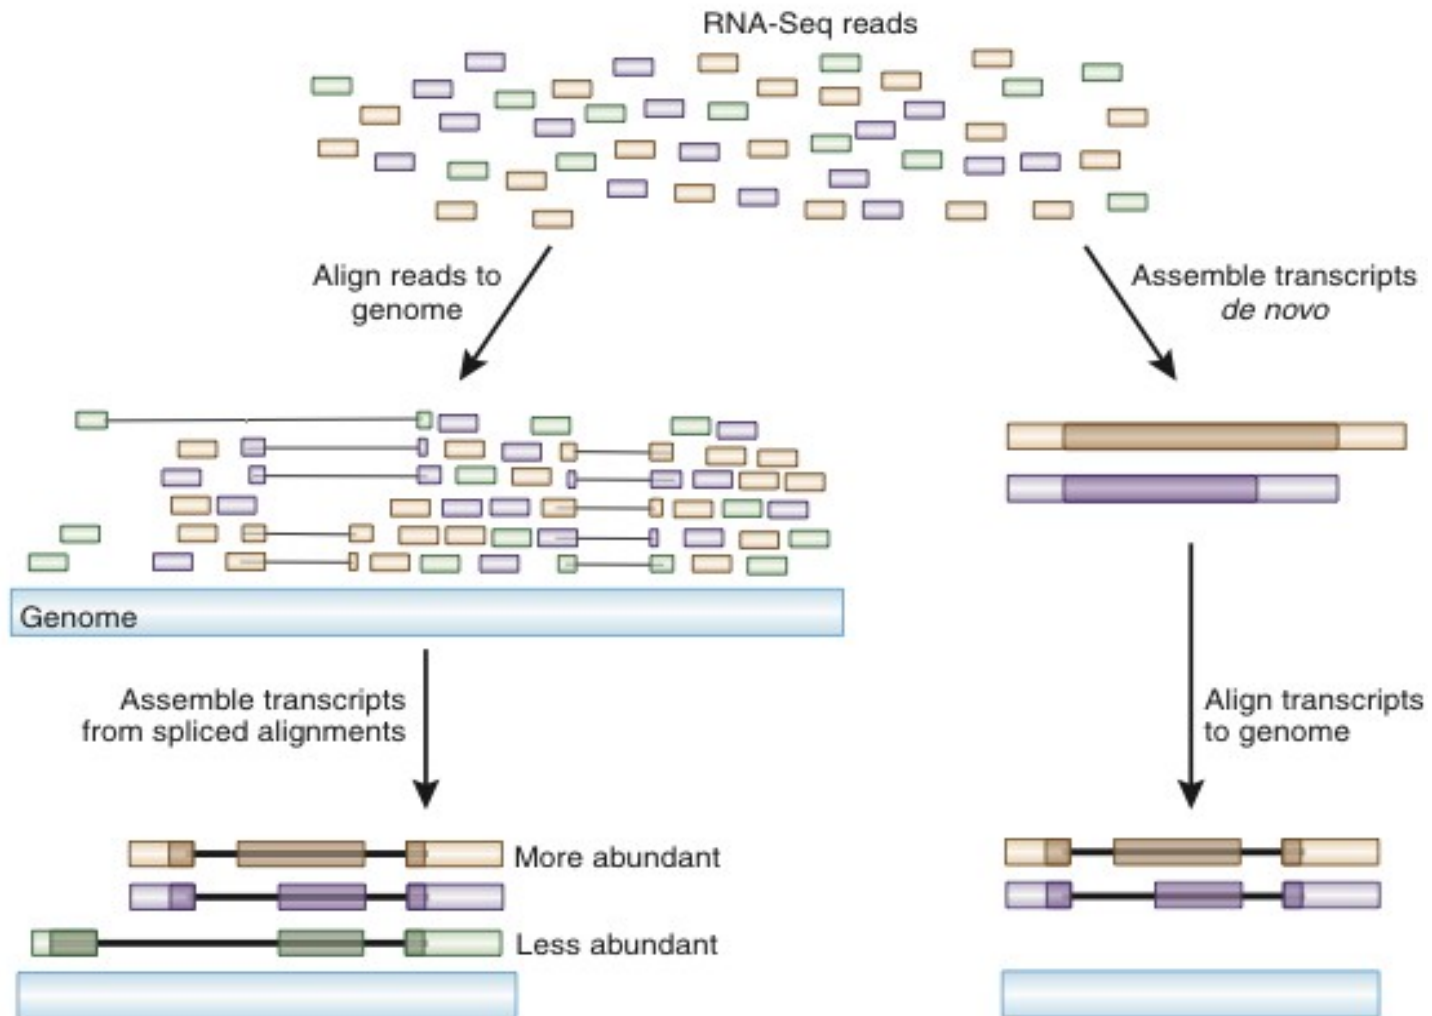 RNA-Seq reads
Align reads to
genome
Assemble transcripts
de novo
Genome
Assemble transcripts
from spliced alignments
Align transcripts
to genome
More abundant
Less abundant